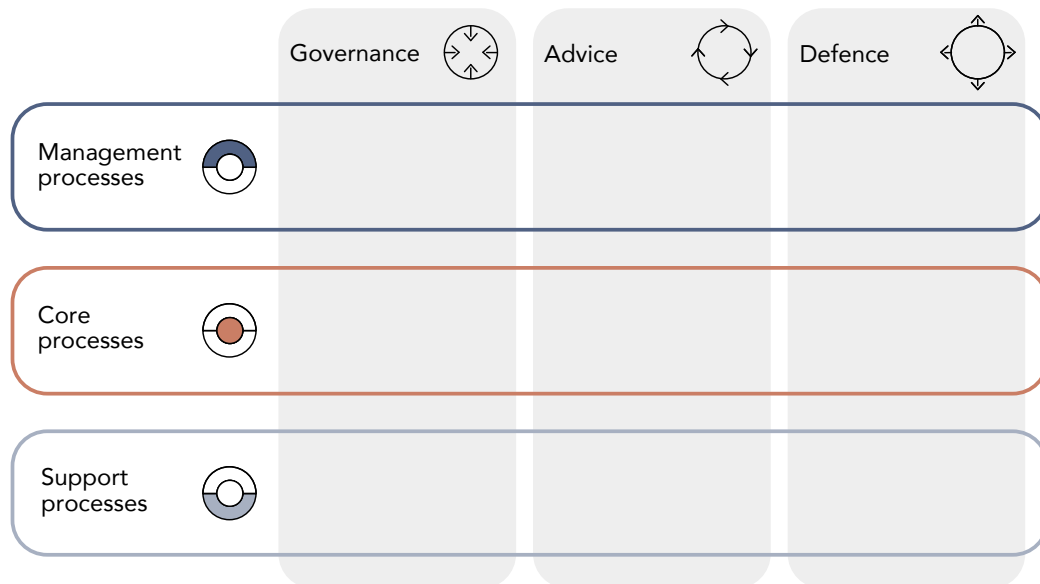 Governance
Advice
Defence
Management
processes
Core
processes
Support
processes